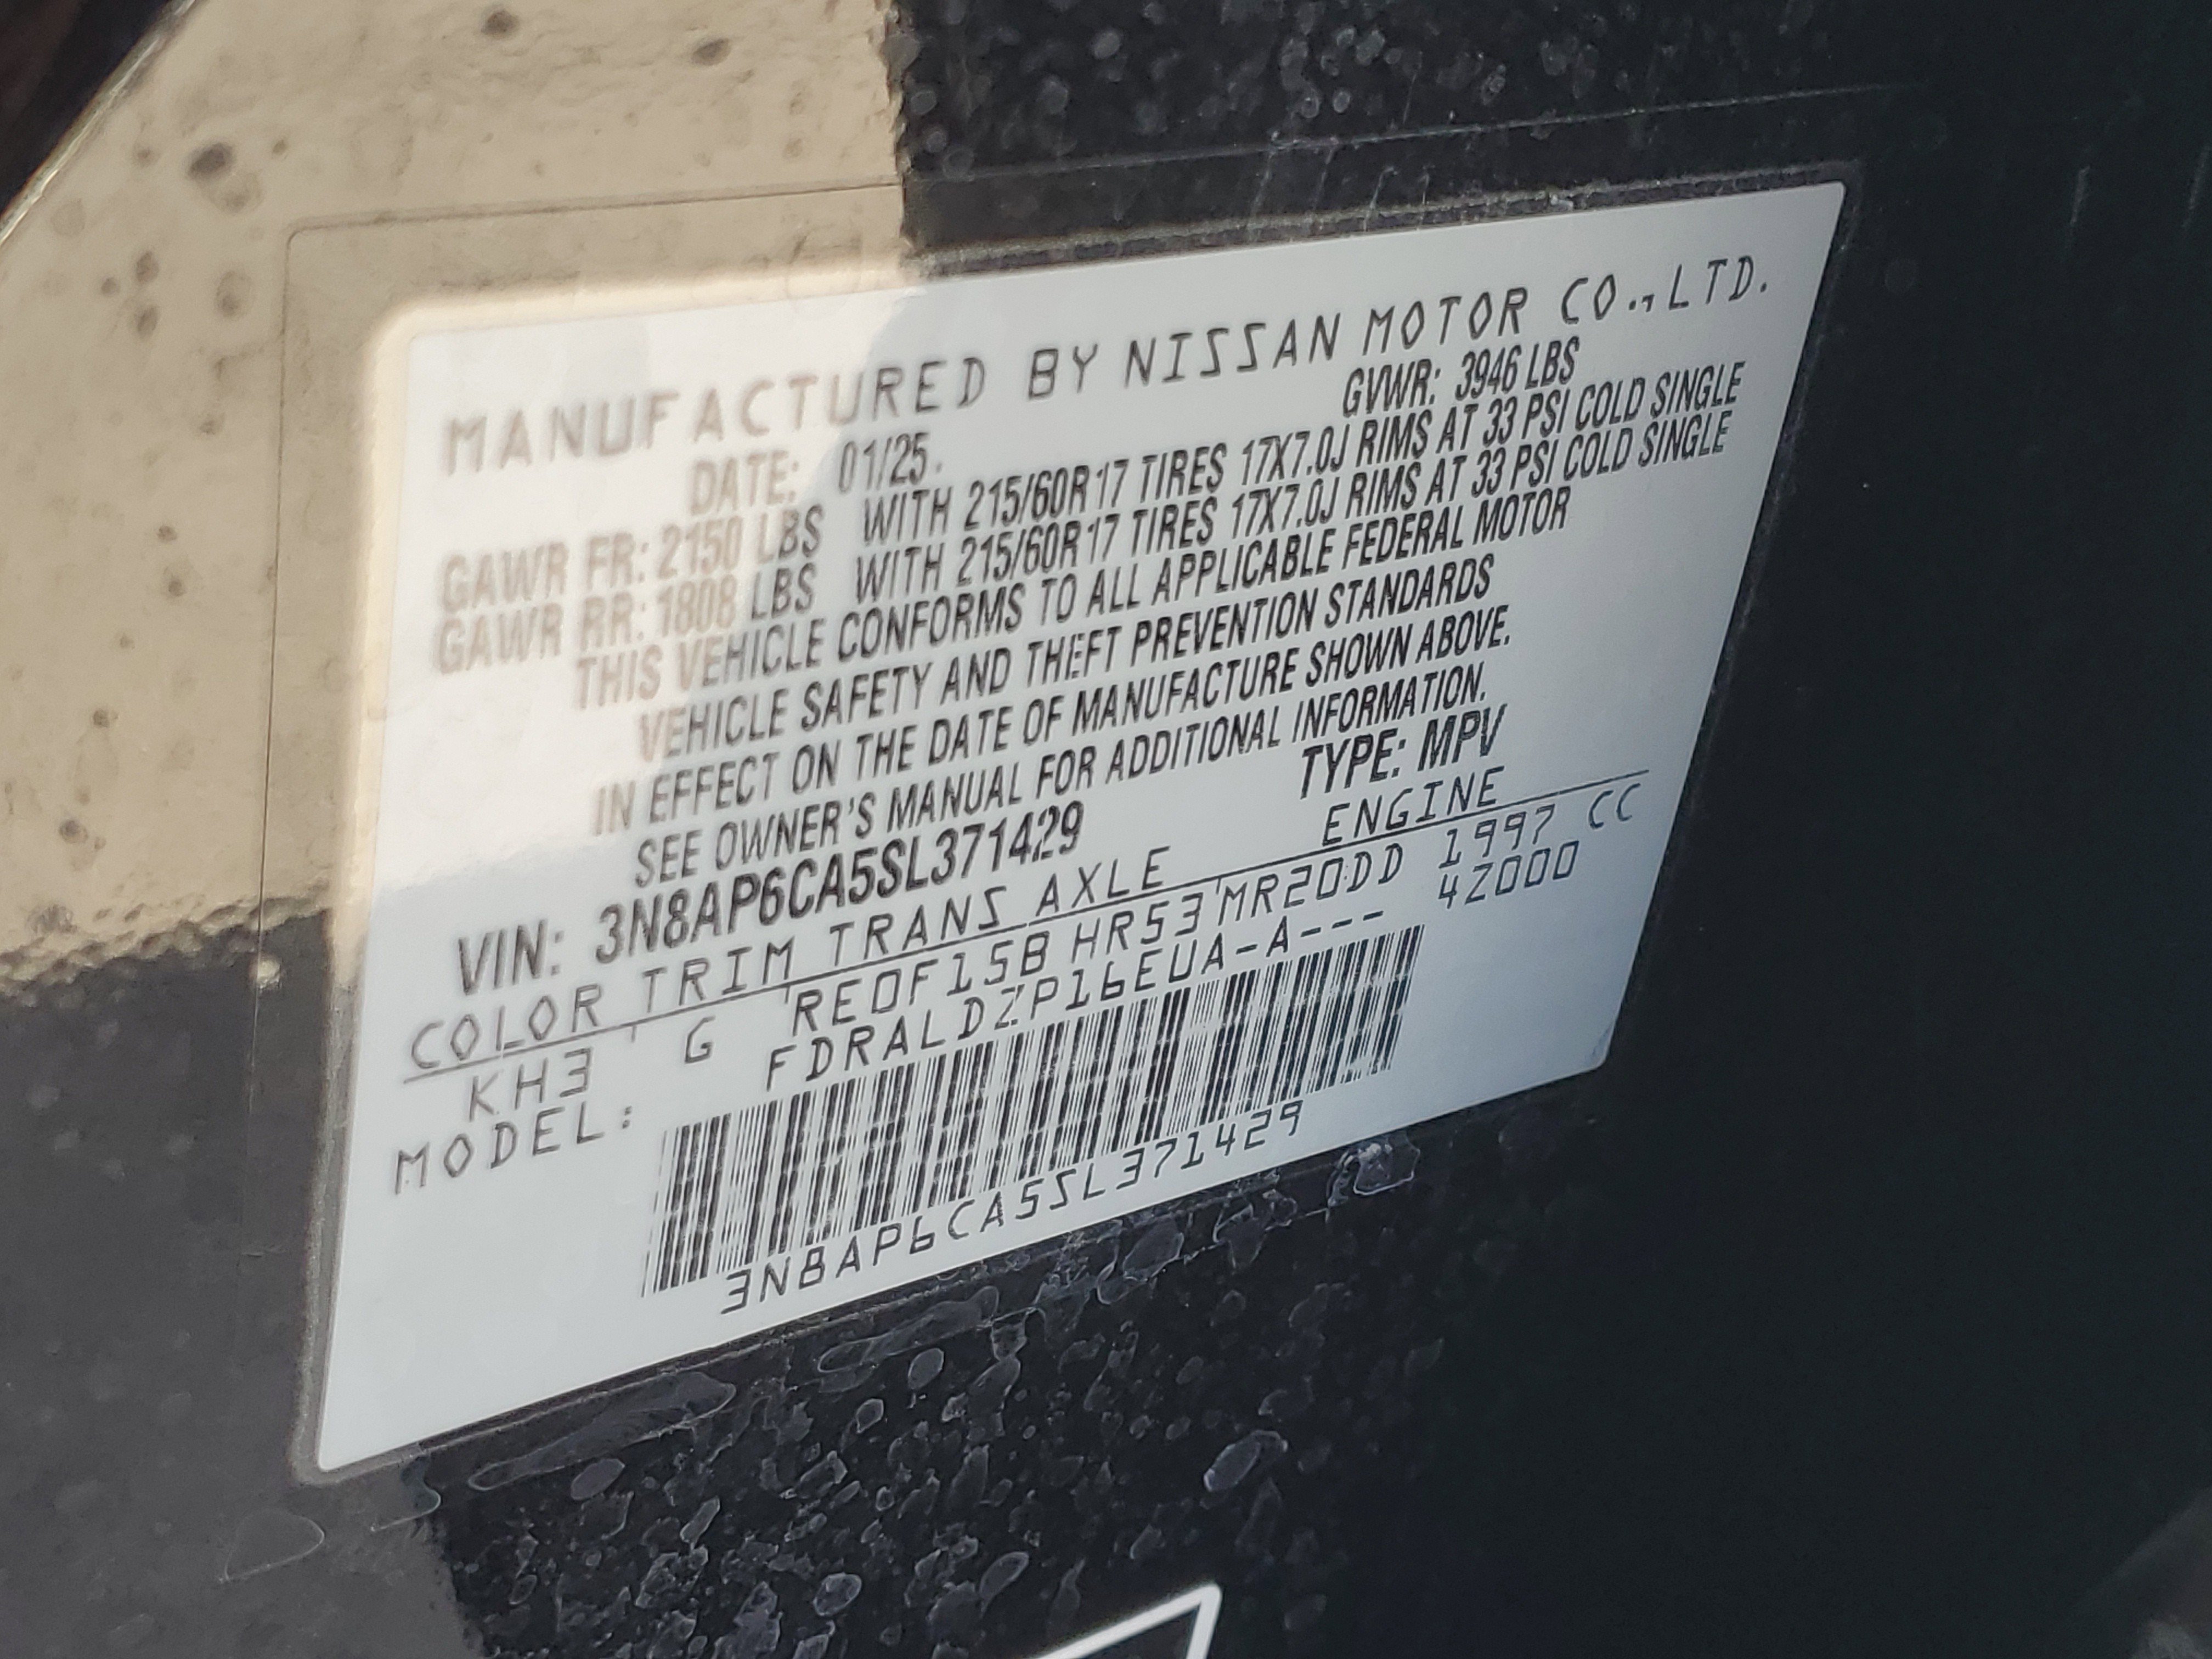 MANUFACTURED BY NISSAN MOTOR CO.,LTD.
DATE: 01/25. GVWR: 3946 LBS
GAWR FR: 2150 LBS WITH 215/60R17 TIRES 17X7.0J RIMS AT 33 PSI COLD SINGLE
GAWR RR: 1808 LBS WITH 215/60R17 TIRES 17X7.0J RIMS AT 33 PSI COLD SINGLE
THIS VEHICLE CONFORMS TO ALL APPLICABLE FEDERAL MOTOR
VEHICLE SAFETY AND THEFT PREVENTION STANDARDS
IN EFFECT ON THE DATE OF MANUFACTURE SHOWN ABOVE.
SEE OWNER'S MANUAL FOR ADDITIONAL INFORMATION.
VIN: 3N8AP6CA5SL371429 TYPE: MPV
COLOR TRIM TRANS AXLE ENGINE
KH3 G RE0F15B HR53 MR20DD 1997 CC
MODEL: FDRALDZP16EUA-A--- 4Z000
3N8AP6CA5SL371429